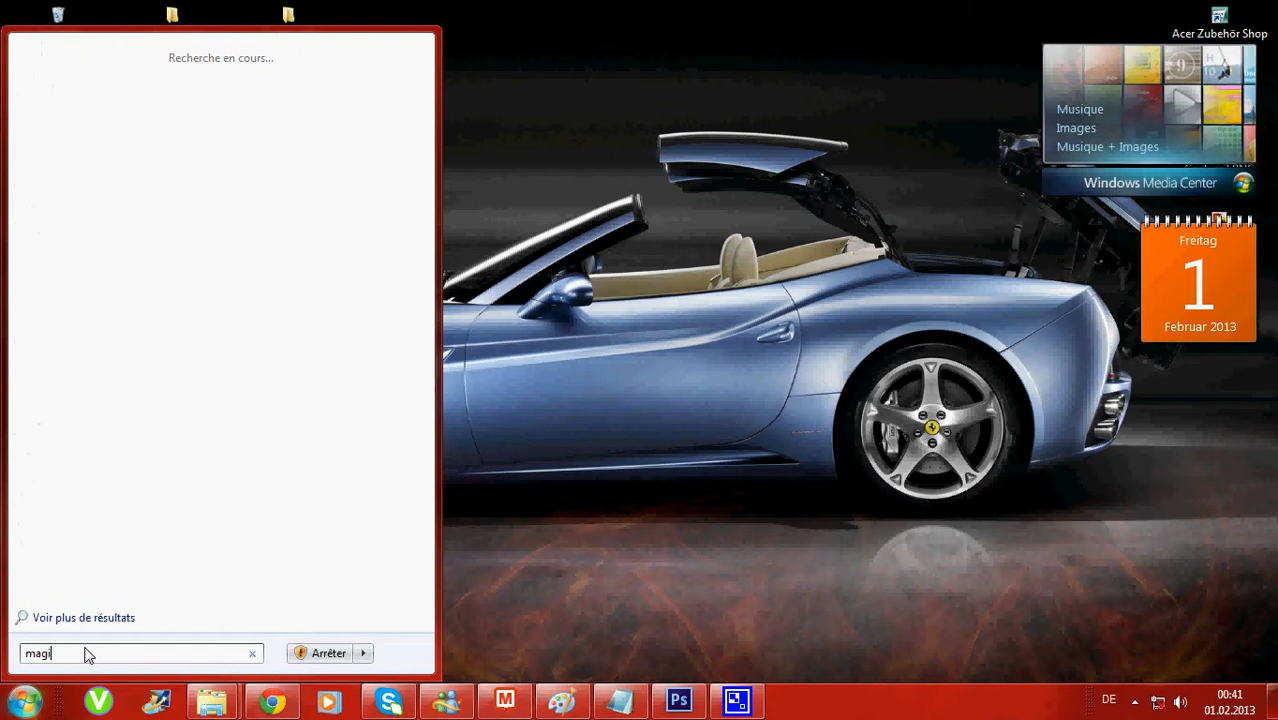 Recherche en cours...
Voir plus de résultats
magi
Arrêter
Acer Zubehör Shop
Musique
Images
Musique + Images
Windows Media Center
Freitag
1
Februar 2013
M
Ps
DE
00:41
01.02.2013